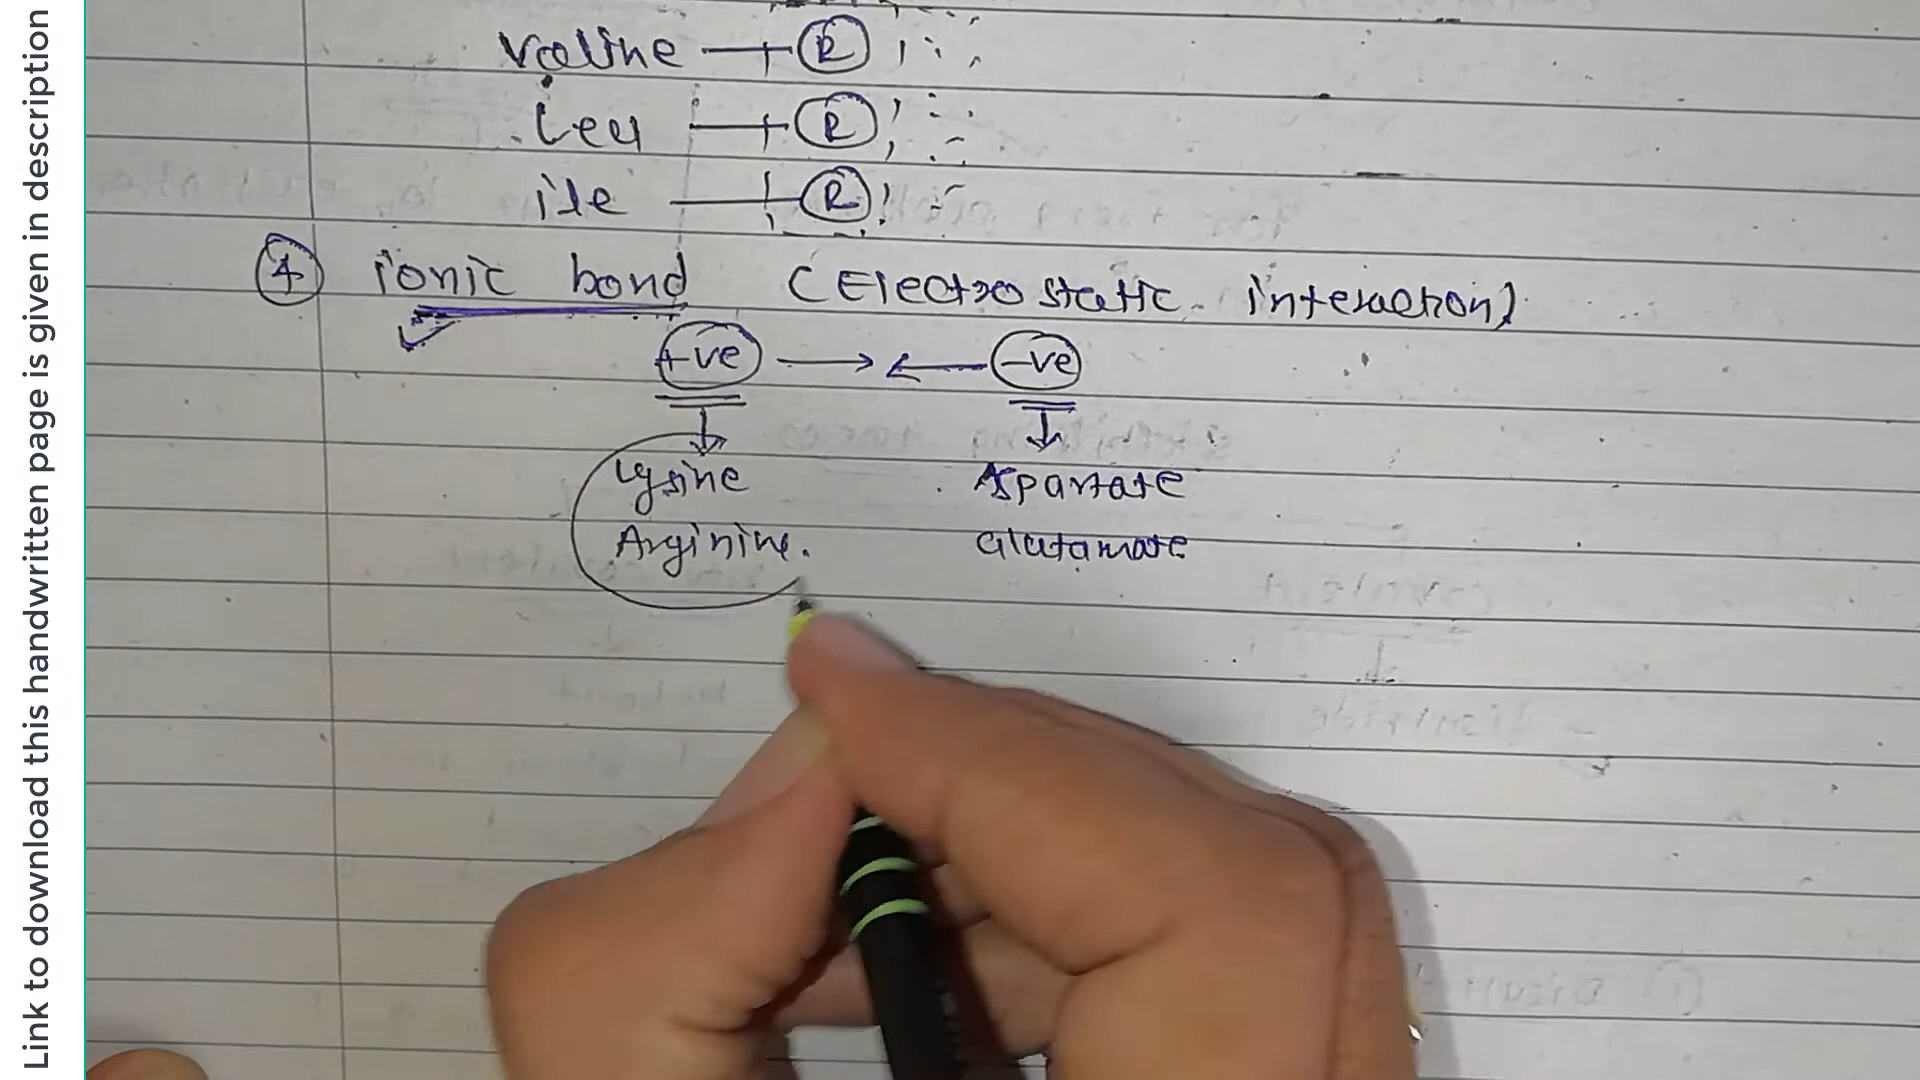 Link to download this handwritten page is given in description
Valine R
Leu R
ile R
4 ionic bond (Electrostatic interaction)
+ve -ve
Lysine Aspartate
Arginine. Glutamate